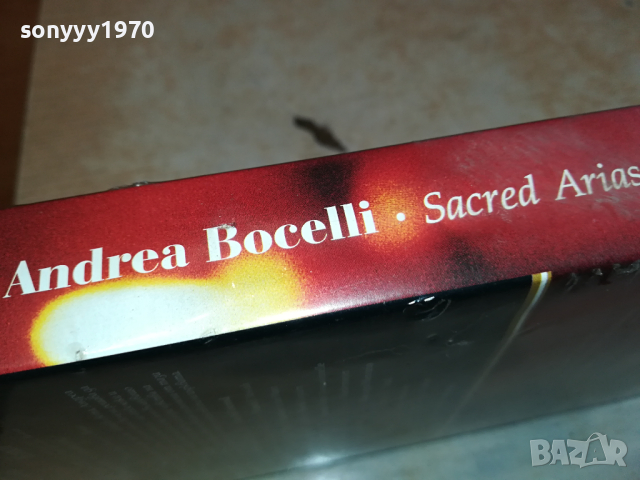 sonyyy1970
Andrea Bocelli · Sacred Arias
BAZAR